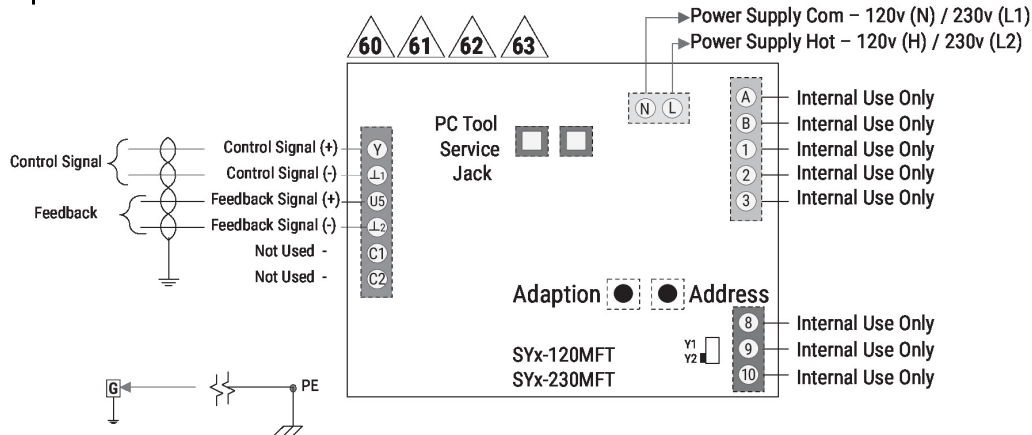 Power Supply Com – 120v (N) / 230v (L1)
Power Supply Hot – 120v (H) / 230v (L2)
60 61 62 63
N L
A Internal Use Only
B Internal Use Only
1 Internal Use Only
2 Internal Use Only
3 Internal Use Only
PC Tool
Service
Jack
Control Signal
Feedback
Control Signal (+) Y
Control Signal (-) ⊥1
Feedback Signal (+) U5
Feedback Signal (-) ⊥2
Not Used - C1
Not Used - C2
Adaption Address
8 Internal Use Only
9 Internal Use Only
10 Internal Use Only
Y1
Y2
SYx-120MFT
SYx-230MFT
G PE